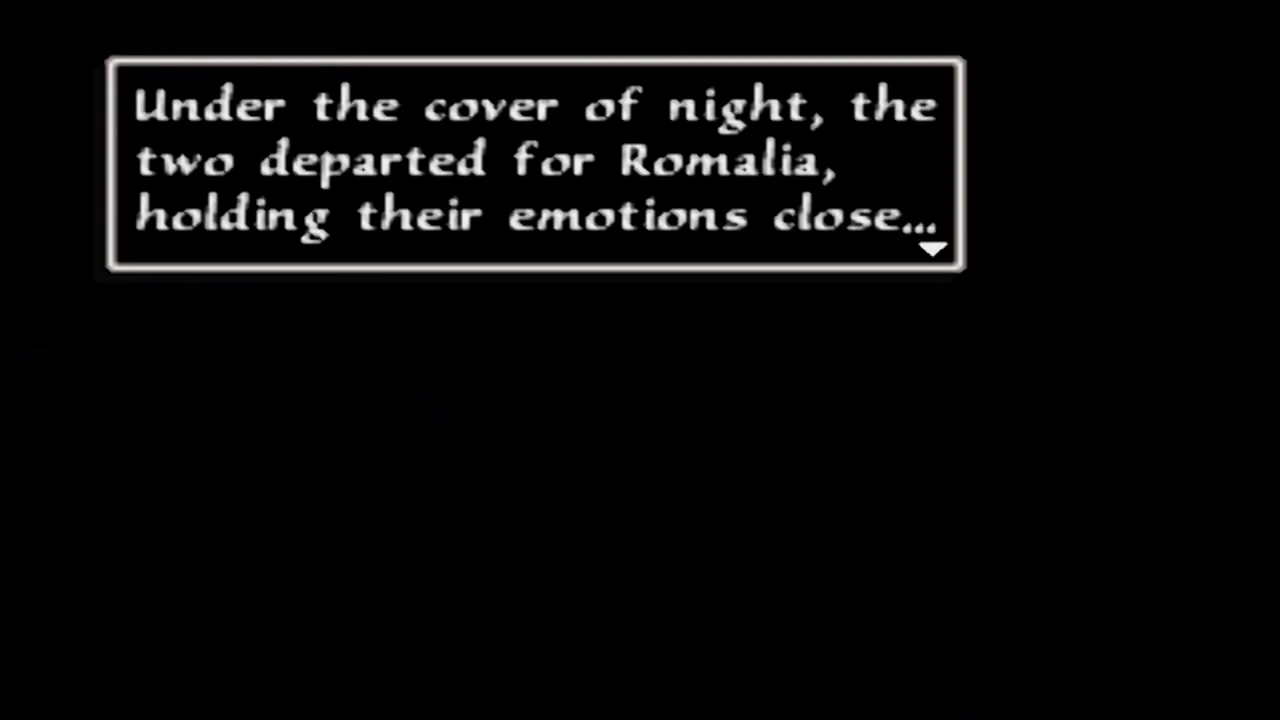 Under the cover of night, the
two departed for Romalia,
holding their emotions close...